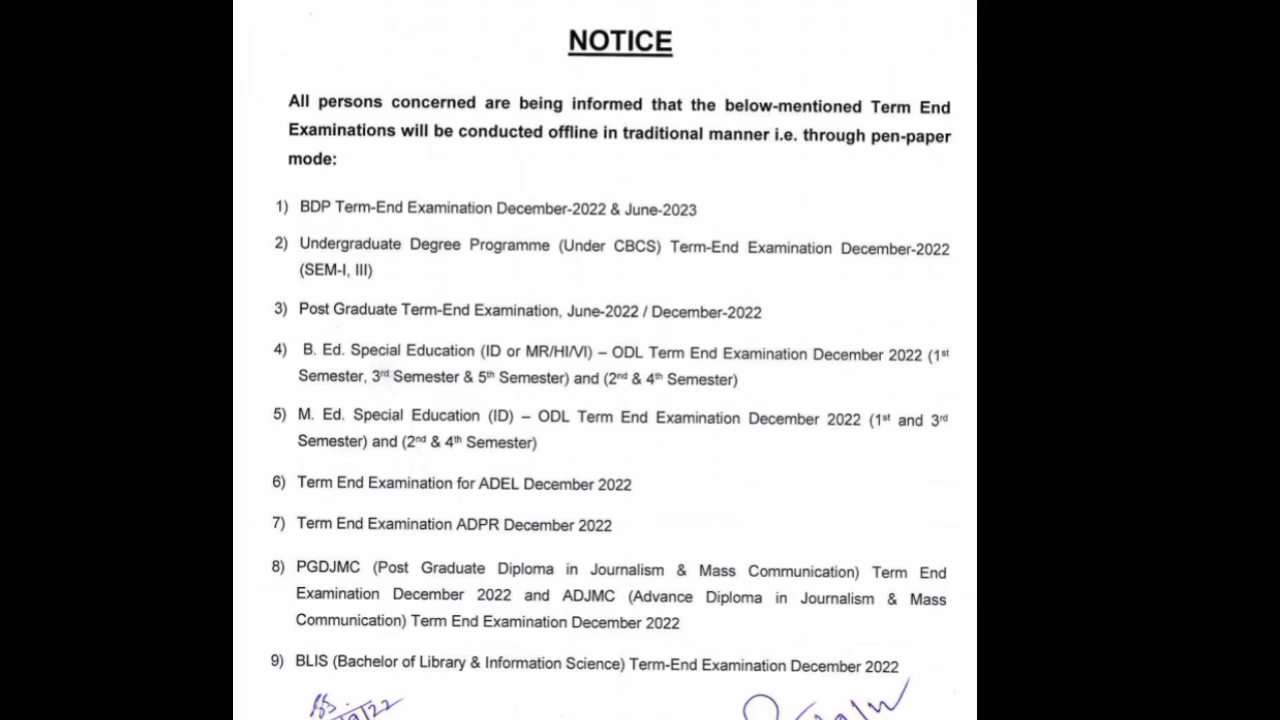 NOTICE
All persons concerned are being informed that the below-mentioned Term End
Examinations will be conducted offline in traditional manner i.e. through pen-paper
mode:
1) BDP Term-End Examination December-2022 & June-2023
2) Undergraduate Degree Programme (Under CBCS) Term-End Examination December-2022
(SEM-I, III)
3) Post Graduate Term-End Examination, June-2022 / December-2022
4) B. Ed. Special Education (ID or MR/HI/VI) – ODL Term End Examination December 2022 (1st
Semester, 3rd Semester & 5th Semester) and (2nd & 4th Semester)
5) M. Ed. Special Education (ID) – ODL Term End Examination December 2022 (1st and 3rd
Semester) and (2nd & 4th Semester)
6) Term End Examination for ADEL December 2022
7) Term End Examination ADPR December 2022
8) PGDJMC (Post Graduate Diploma in Journalism & Mass Communication) Term End
Examination December 2022 and ADJMC (Advance Diploma in Journalism & Mass
Communication) Term End Examination December 2022
9) BLIS (Bachelor of Library & Information Science) Term-End Examination December 2022